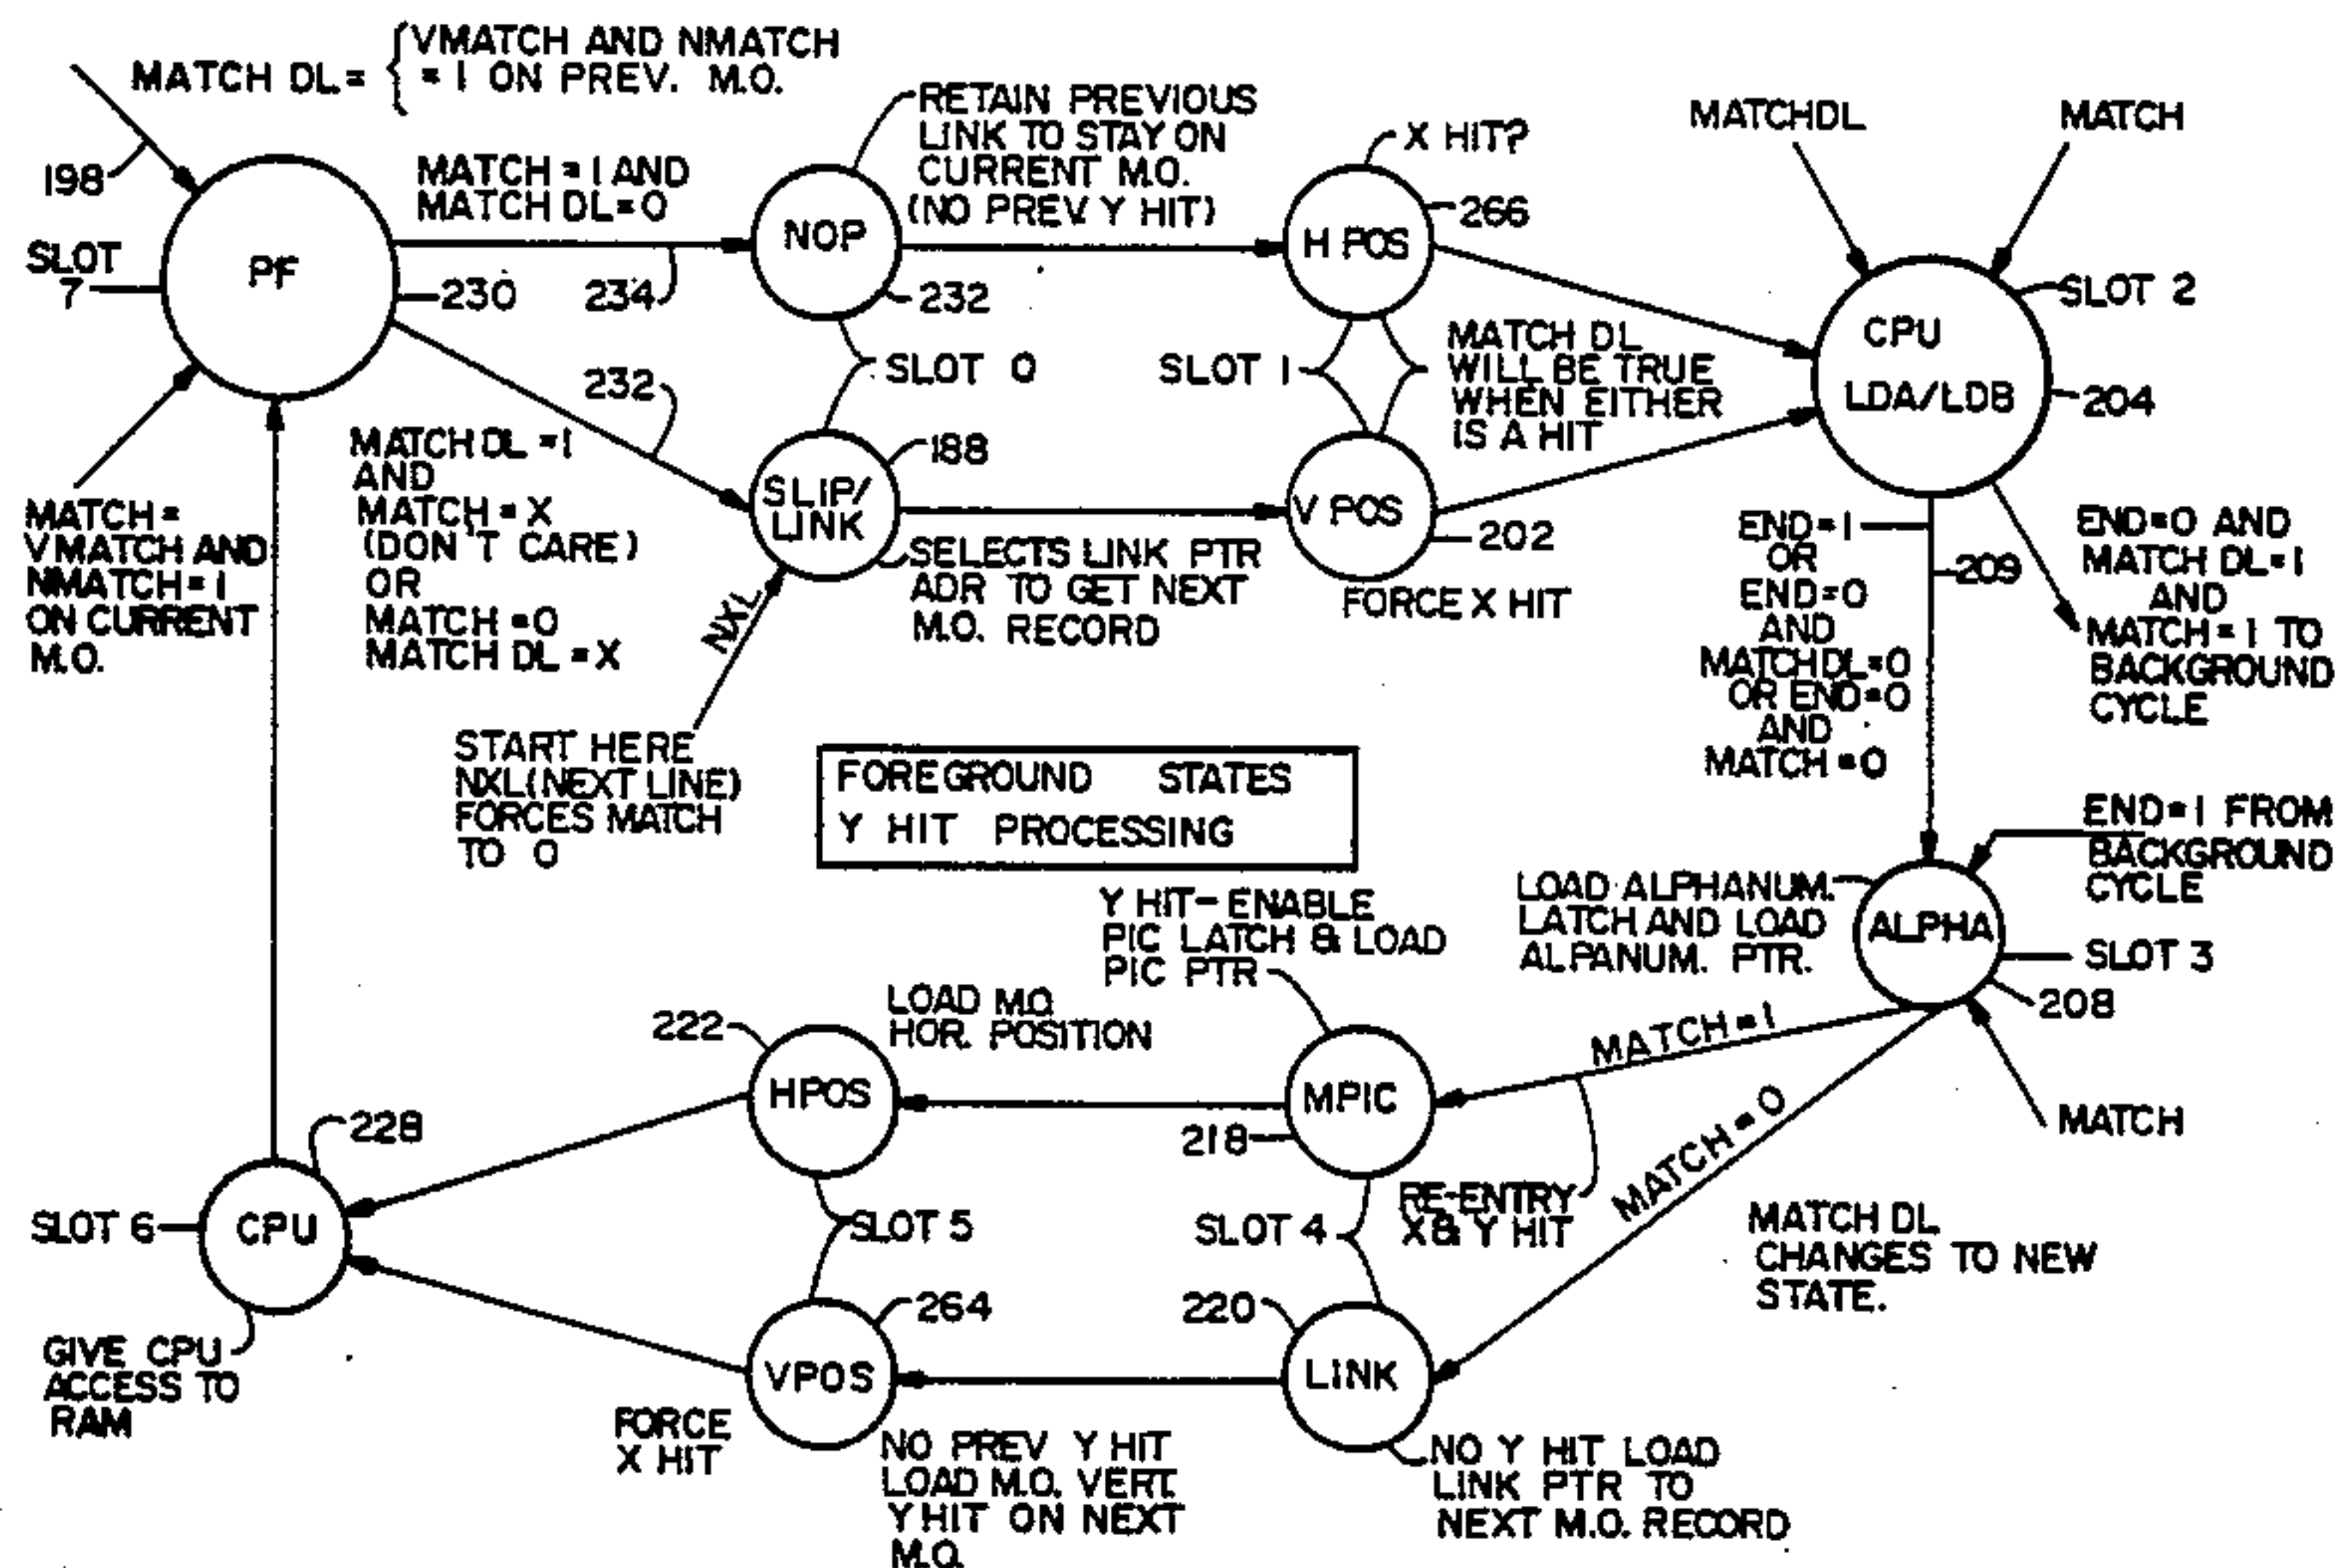 MATCH DL =
VMATCH AND NMATCH
= 1 ON PREV. M.O.
198
SLOT
7
PF
230
MATCH = 1 AND
MATCH DL = 0
234
RETAIN PREVIOUS
LINK TO STAY ON
CURRENT M.O.
(NO PREV. Y HIT)
NOP
232
X HIT?
H POS
266
MATCHDL
MATCH
SLOT 2
CPU
LDA/LDB
204
SLOT 0
SLOT 1
MATCH DL
WILL BE TRUE
WHEN EITHER
IS A HIT
232
MATCH DL = 1
AND
MATCH = X
(DON'T CARE)
OR
MATCH = 0
MATCH DL = X
MATCH =
VMATCH AND
NMATCH = 1
ON CURRENT
M.O.
188
SLIP/
LINK
SELECTS LINK PTR
ADR TO GET NEXT
M.O. RECORD
V POS
202
FORCE X HIT
NXL
START HERE
NXL(NEXT LINE)
FORCES MATCH
TO 0
FOREGROUND STATES
Y HIT PROCESSING
END = 1
OR
END = 0
AND
MATCH DL = 0
OR END = 0
AND
MATCH = 0
209
END = 0 AND
MATCH DL = 1
AND
MATCH = 1 TO
BACKGROUND
CYCLE
END = 1 FROM
BACKGROUND
CYCLE
LOAD ALPHANUM.
LATCH AND LOAD
ALPANUM. PTR.
ALPHA
SLOT 3
208
MATCH
Y HIT - ENABLE
PIC LATCH & LOAD
PIC PTR
LOAD M.O.
HOR. POSITION
222
HPOS
MPIC
218
MATCH = 1
MATCH = 0
RE-ENTRY
X & Y HIT
MATCH DL
CHANGES TO NEW
STATE.
228
SLOT 6
CPU
SLOT 5
SLOT 4
GIVE CPU
ACCESS TO
RAM
264
VPOS
220
LINK
FORCE
X HIT
NO PREV Y HIT
LOAD M.O. VERT.
Y HIT ON NEXT
M.O.
NO Y HIT LOAD
LINK PTR TO
NEXT M.O. RECORD